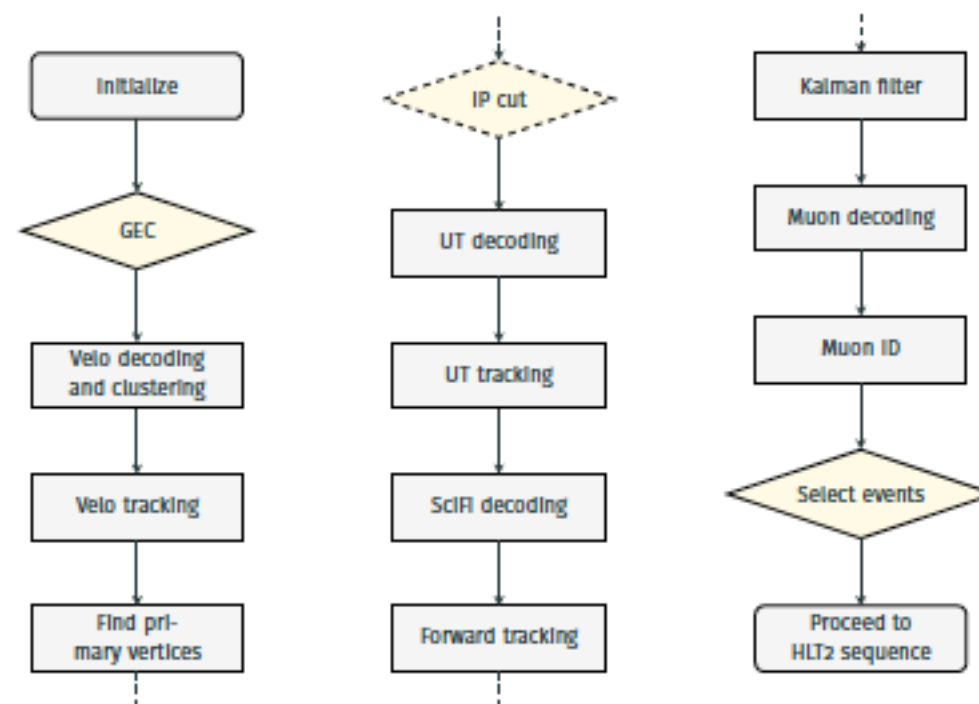 Initialize
GEC
Velo decoding
and clustering
Velo tracking
Find pri-
mary vertices
IP cut
UT decoding
UT tracking
SciFi decoding
Forward tracking
Kalman filter
Muon decoding
Muon ID
Select events
Proceed to
HLT2 sequence